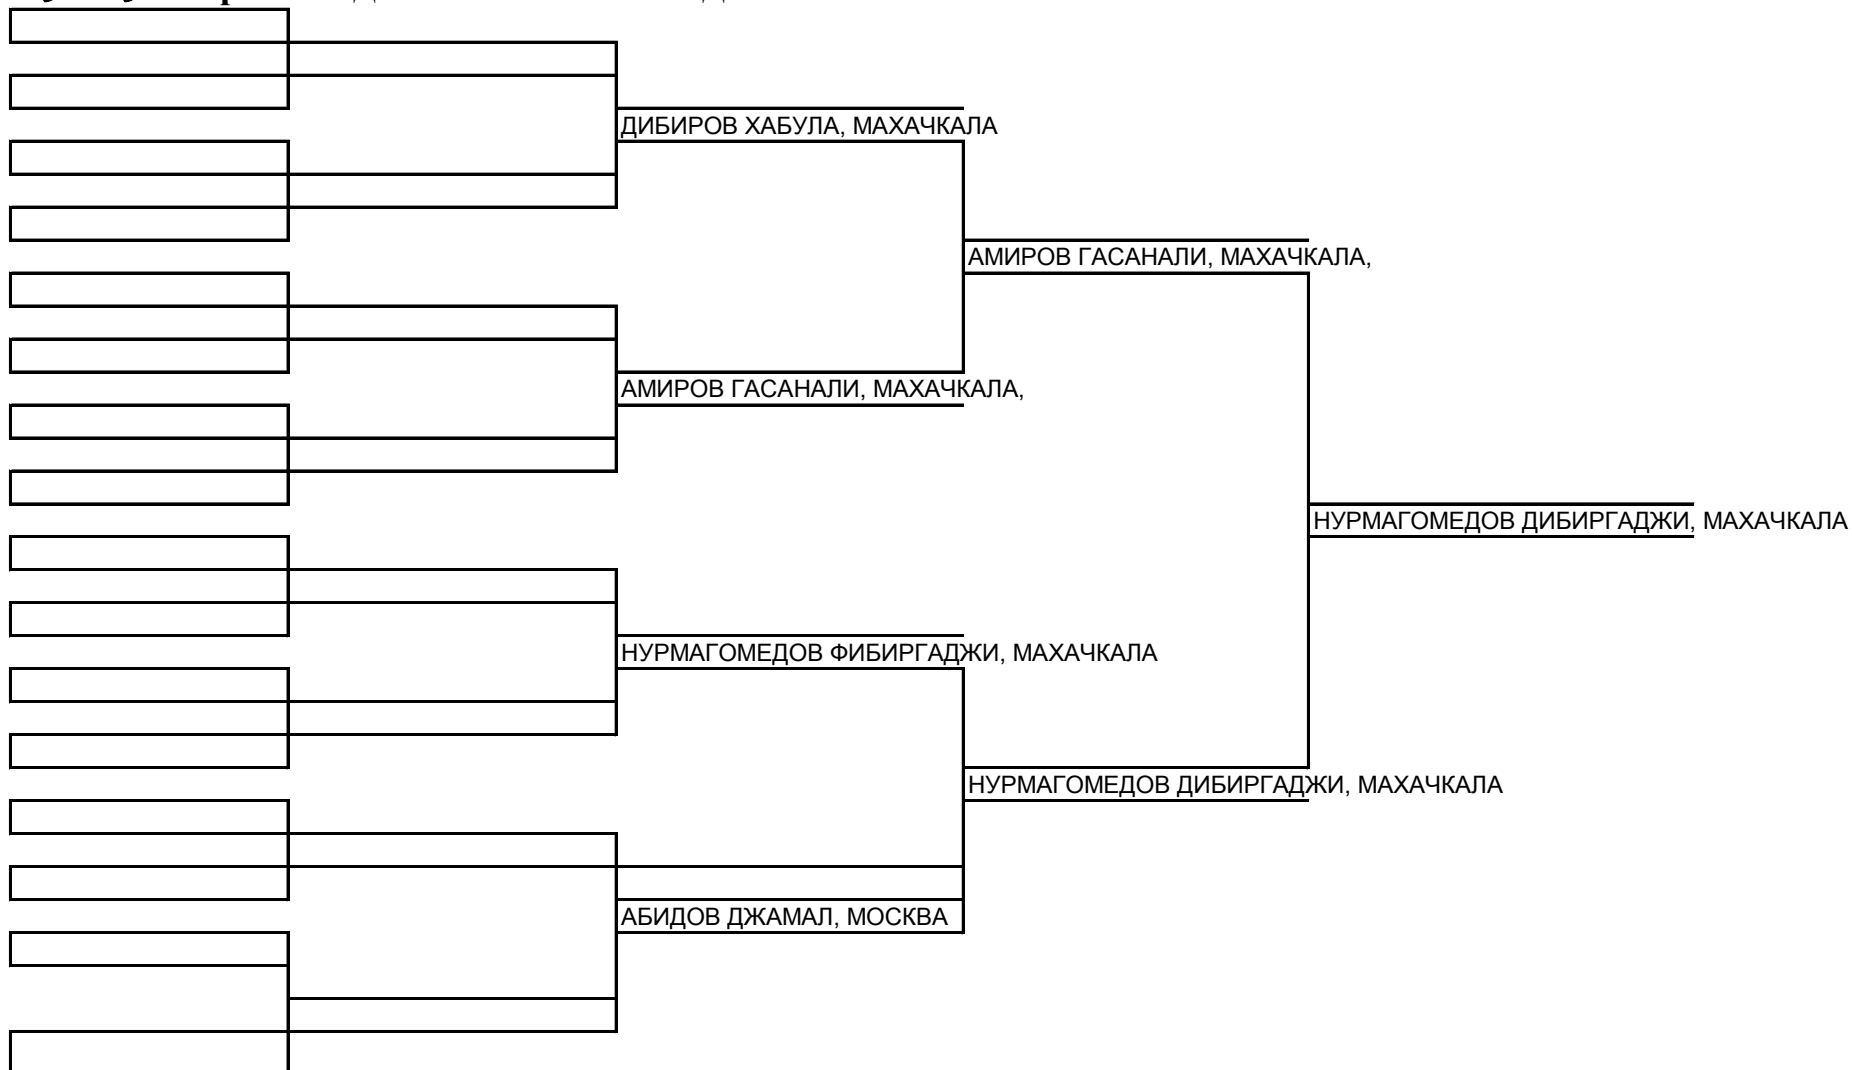 ДИБИРОВ ХАБУЛА, МАХАЧКАЛА
АМИРОВ ГАСАНАЛИ, МАХАЧКАЛА,
АМИРОВ ГАСАНАЛИ, МАХАЧКАЛА,
НУРМАГОМЕДОВ ДИБИРГАДЖИ, МАХАЧКАЛА
НУРМАГОМЕДОВ ФИБИРГАДЖИ, МАХАЧКАЛА
НУРМАГОМЕДОВ ДИБИРГАДЖИ, МАХАЧКАЛА
АБИДОВ ДЖАМАЛ, МОСКВА